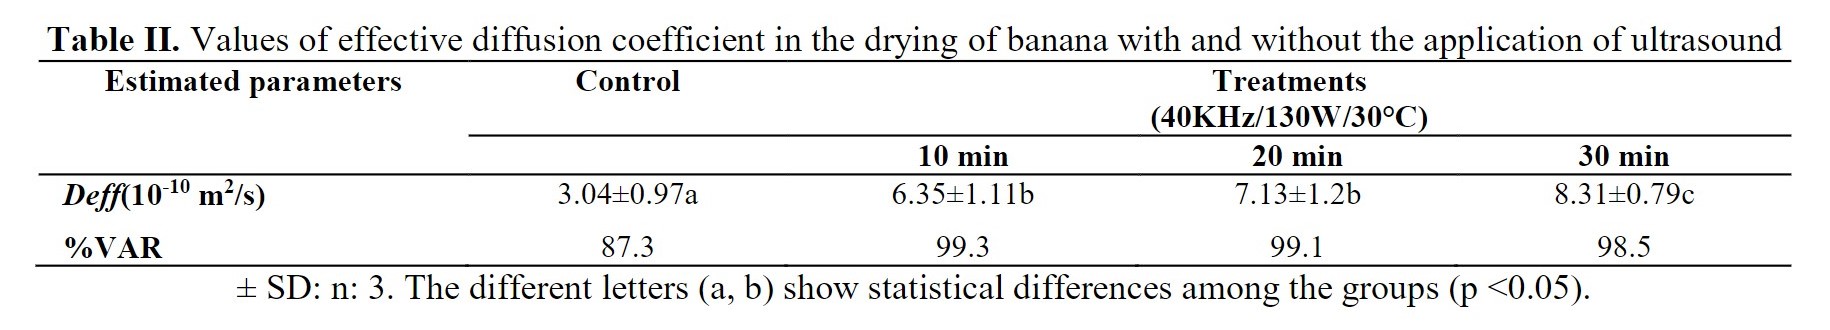 Table II. Values of effective diffusion coefficient in the drying of banana with and without the application of ultrasound
Estimated parameters Control Treatments
(40KHz/130W/30°C)
10 min 20 min 30 min
Deff(10⁻¹⁰ m²/s) 3.04±0.97a 6.35±1.11b 7.13±1.2b 8.31±0.79c
%VAR 87.3 99.3 99.1 98.5
± SD: n: 3. The different letters (a, b) show statistical differences among the groups (p <0.05).